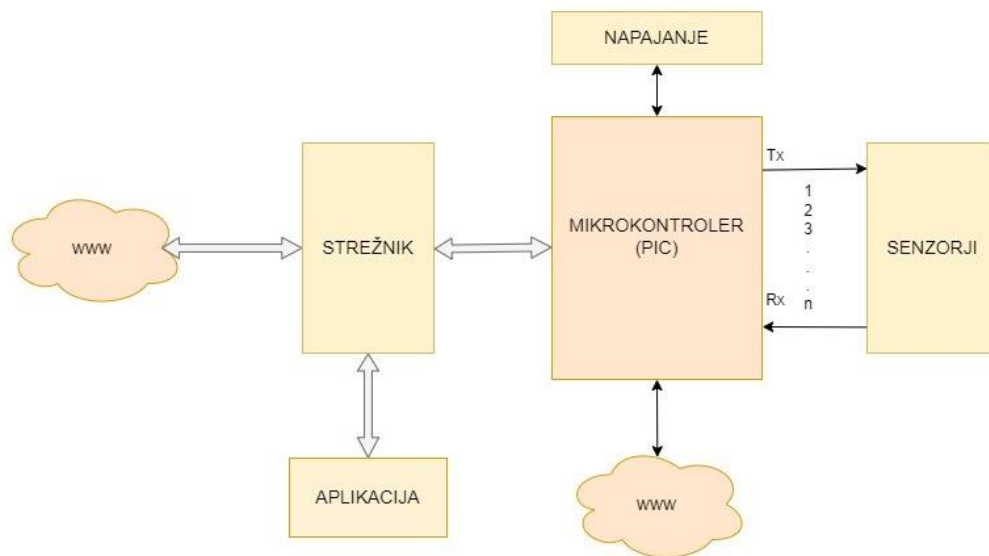 NAPAJANJE
www
STREŽNIK
MIKROKONTROLER
(PIC)
Tx
1
2
3
.
.
.
n
Rx
SENZORJI
APLIKACIJA
www